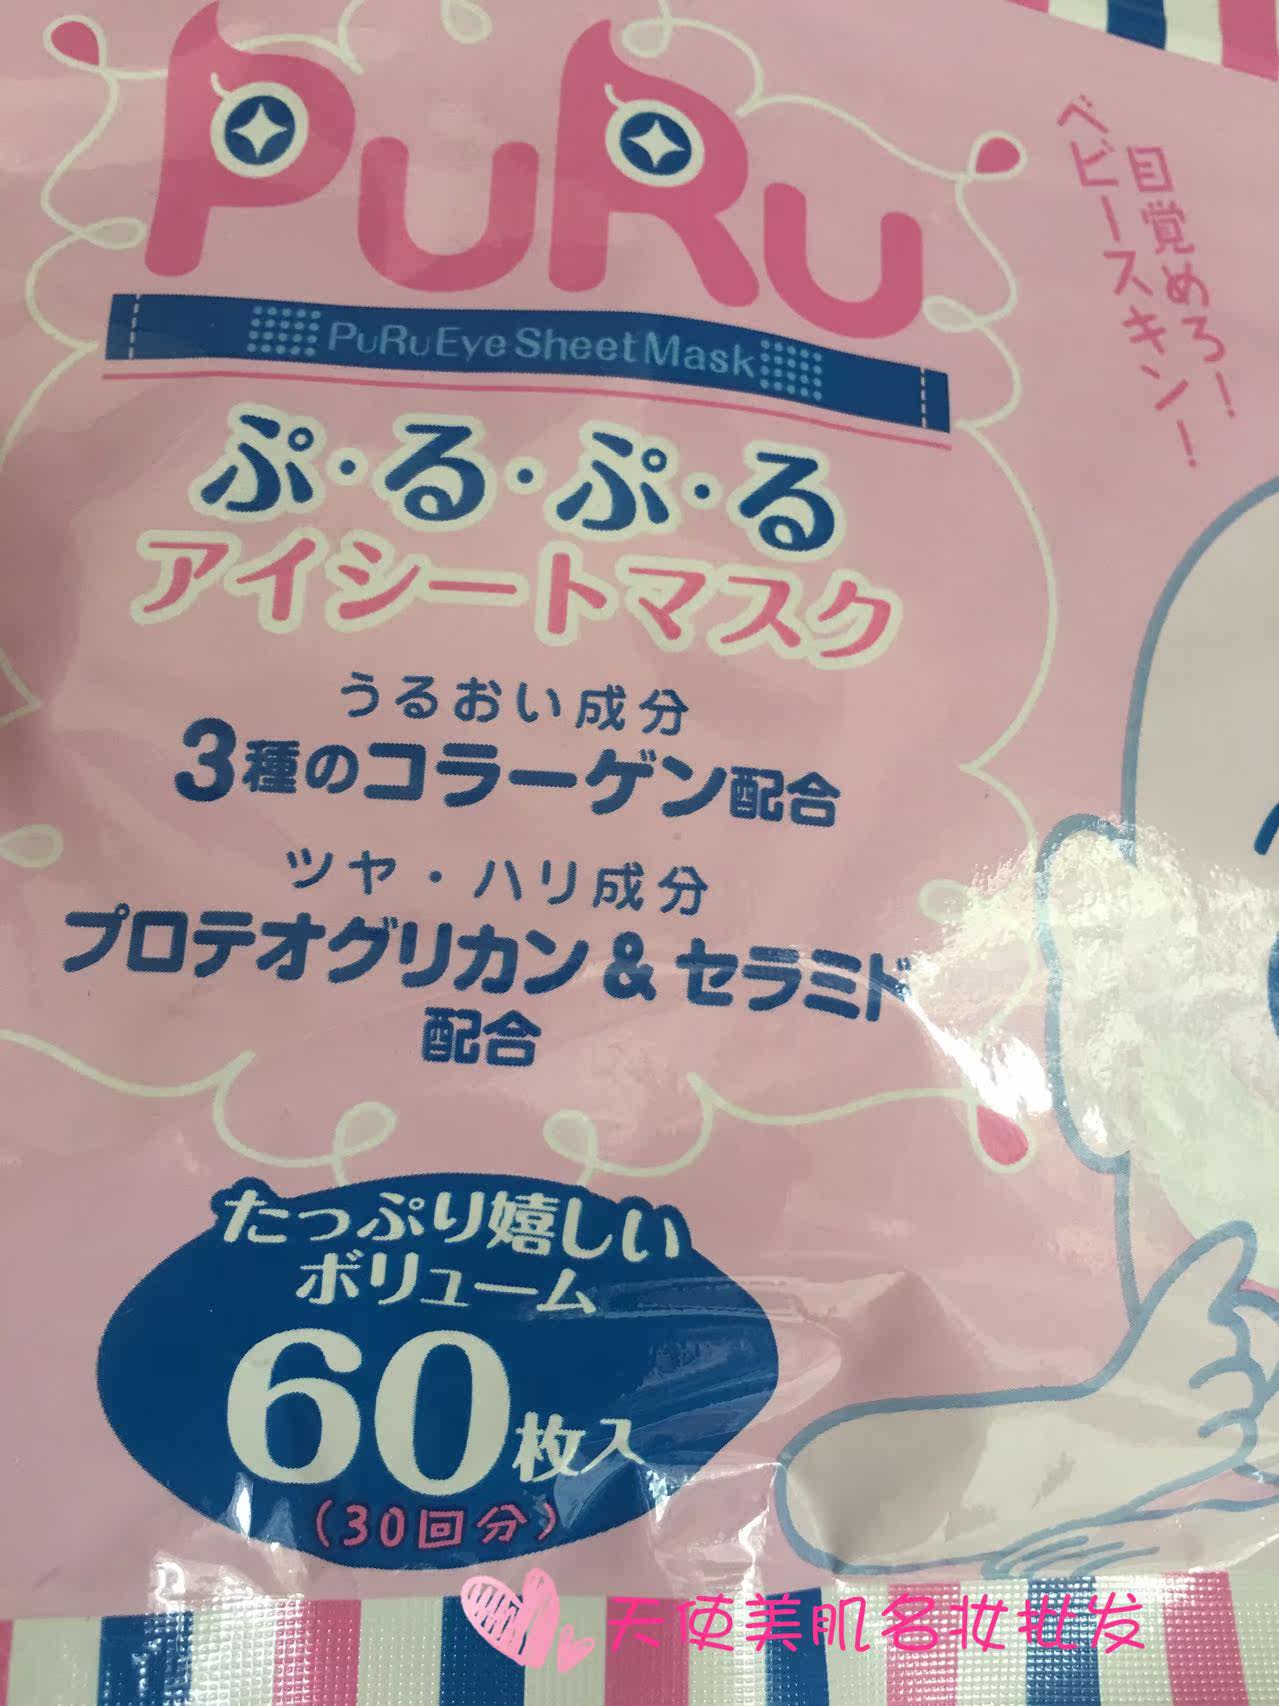 PuRu
PuRu Eye Sheet Mask
目覚めろ！
ベビースキン！
ぷ・る・ぷ・る
アイシートマスク
うるおい成分
3種のコラーゲン配合
ツヤ・ハリ成分
プロテオグリカン&セラミド
配合
たっぷり嬉しい
ボリューム
60枚入
(30回分)
天使美肌名妆批发